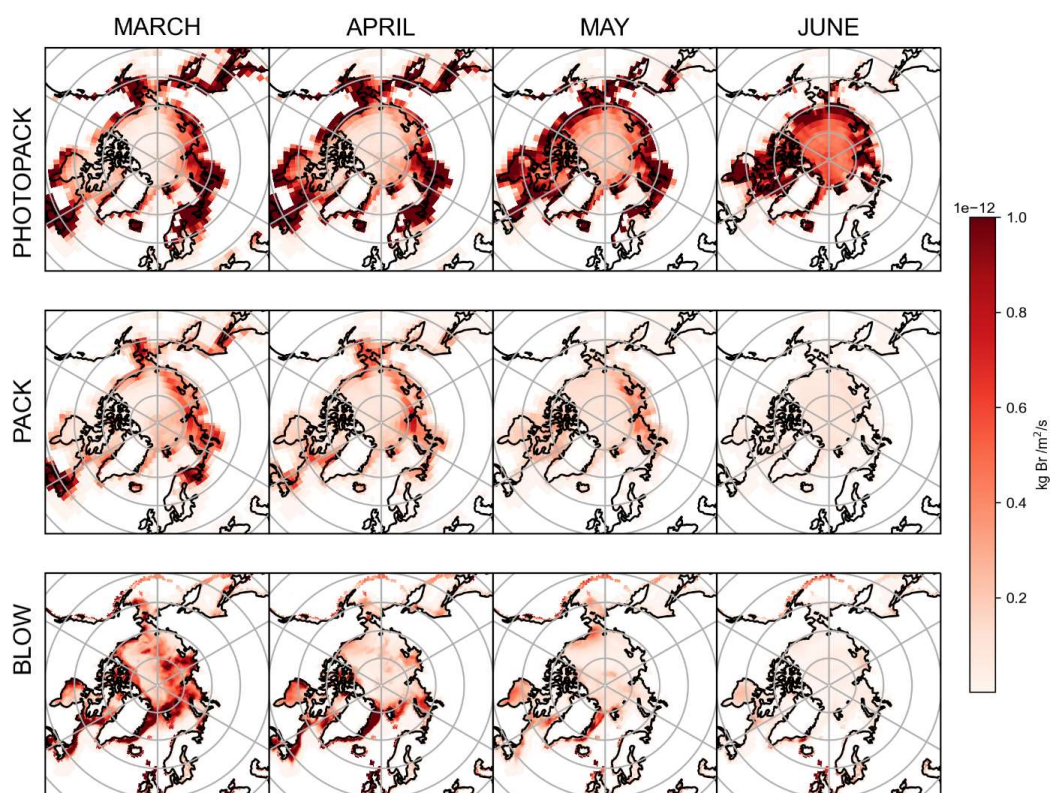 MARCH APRIL MAY JUNE
PHOTOPACK
PACK
BLOW
1e−12
1.0
0.8
0.6
0.4
0.2
kg Br /m²/s